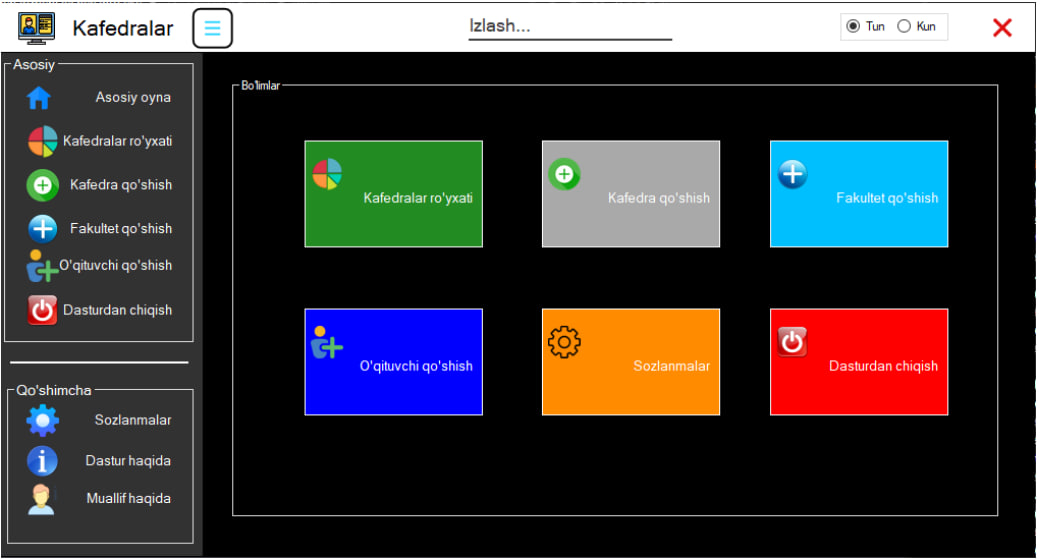 Kafedralar
Izlash...
Tun
Kun
Asosiy
Asosiy oyna
Kafedralar ro'yxati
Kafedra qo'shish
Fakultet qo'shish
O'qituvchi qo'shish
Dasturdan chiqish
Qo'shimcha
Sozlanmalar
Dastur haqida
Muallif haqida
Bo'limlar
Kafedralar ro'yxati
Kafedra qo'shish
Fakultet qo'shish
O'qituvchi qo'shish
Sozlanmalar
Dasturdan chiqish